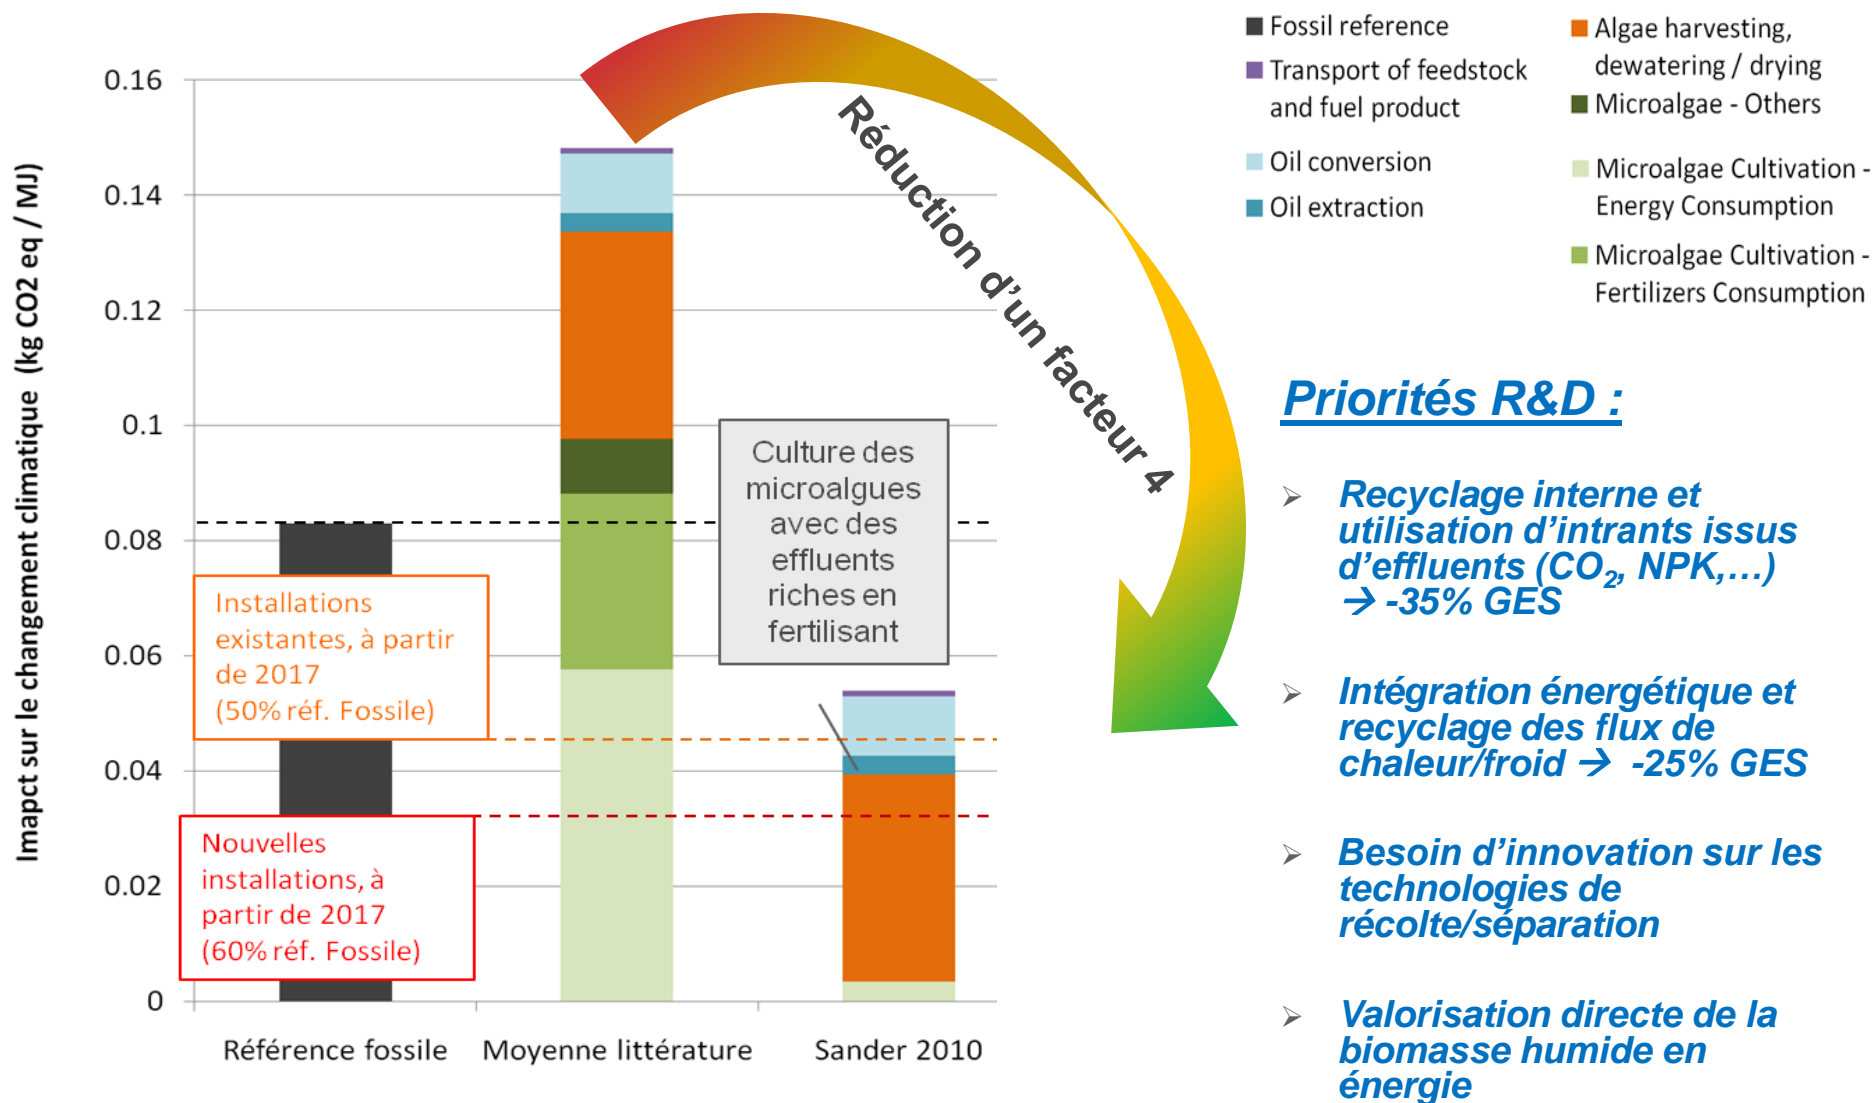 Imapct sur le changement climatique (kg CO2 eq / MJ)
0.16
0.14
0.12
0.1
0.08
0.06
0.04
0.02
0
Installations
existantes, à partir
de 2017
(50% réf. Fossile)
Nouvelles
installations, à
partir de 2017
(60% réf. Fossile)
Culture des
microalgues
avec des
effluents
riches en
fertilisant
Référence fossile
Moyenne littérature
Sander 2010
Réduction d’un facteur 4
Fossil reference
Transport of feedstock
and fuel product
Oil conversion
Oil extraction
Algae harvesting,
dewatering / drying
Microalgae - Others
Microalgae Cultivation -
Energy Consumption
Microalgae Cultivation -
Fertilizers Consumption
Priorités R&D :
➢ Recyclage interne et
utilisation d’intrants issus
d’effluents (CO₂, NPK,…)
→ -35% GES
➢ Intégration énergétique et
recyclage des flux de
chaleur/froid → -25% GES
➢ Besoin d’innovation sur les
technologies de
récolte/séparation
➢ Valorisation directe de la
biomasse humide en
énergie